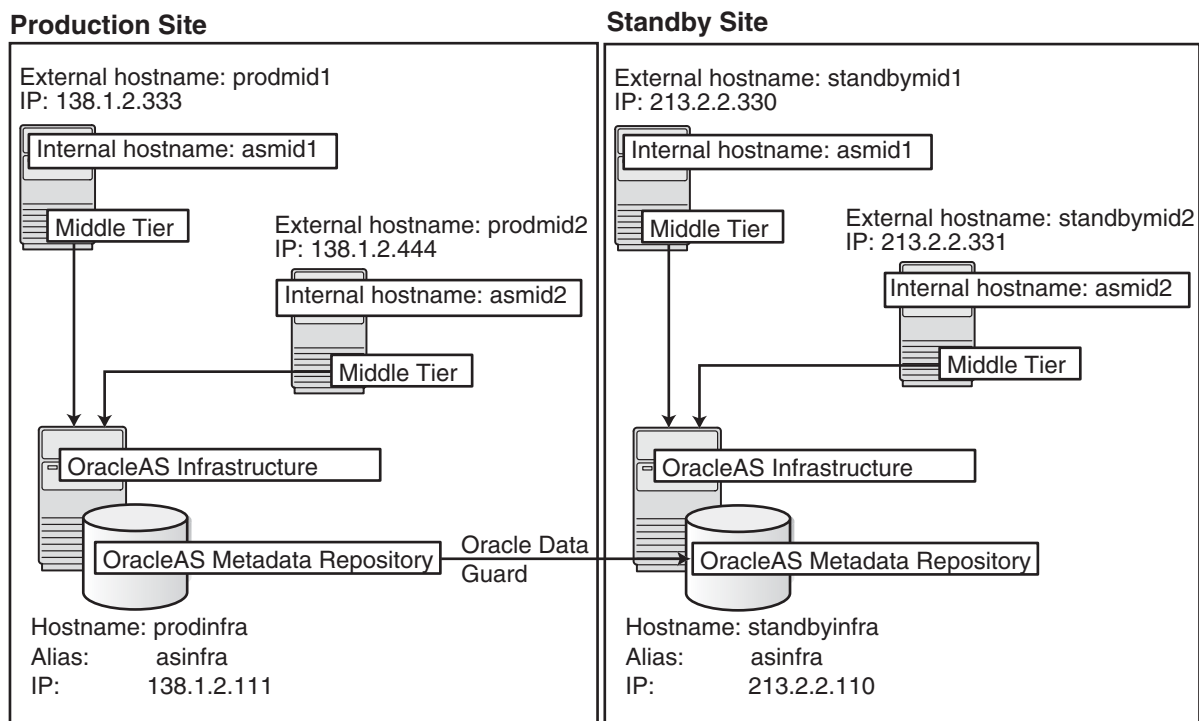 Production Site
External hostname: prodmid1
IP: 138.1.2.333
Internal hostname: asmid1
Middle Tier
External hostname: prodmid2
IP: 138.1.2.444
Internal hostname: asmid2
Middle Tier
OracleAS Infrastructure
OracleAS Metadata Repository
Oracle Data
Guard
Hostname: prodinfra
Alias: asinfra
IP: 138.1.2.111
Standby Site
External hostname: standbymid1
IP: 213.2.2.330
Internal hostname: asmid1
Middle Tier
External hostname: standbymid2
IP: 213.2.2.331
Internal hostname: asmid2
Middle Tier
OracleAS Infrastructure
OracleAS Metadata Repository
Hostname: standbyinfra
Alias: asinfra
IP: 213.2.2.110